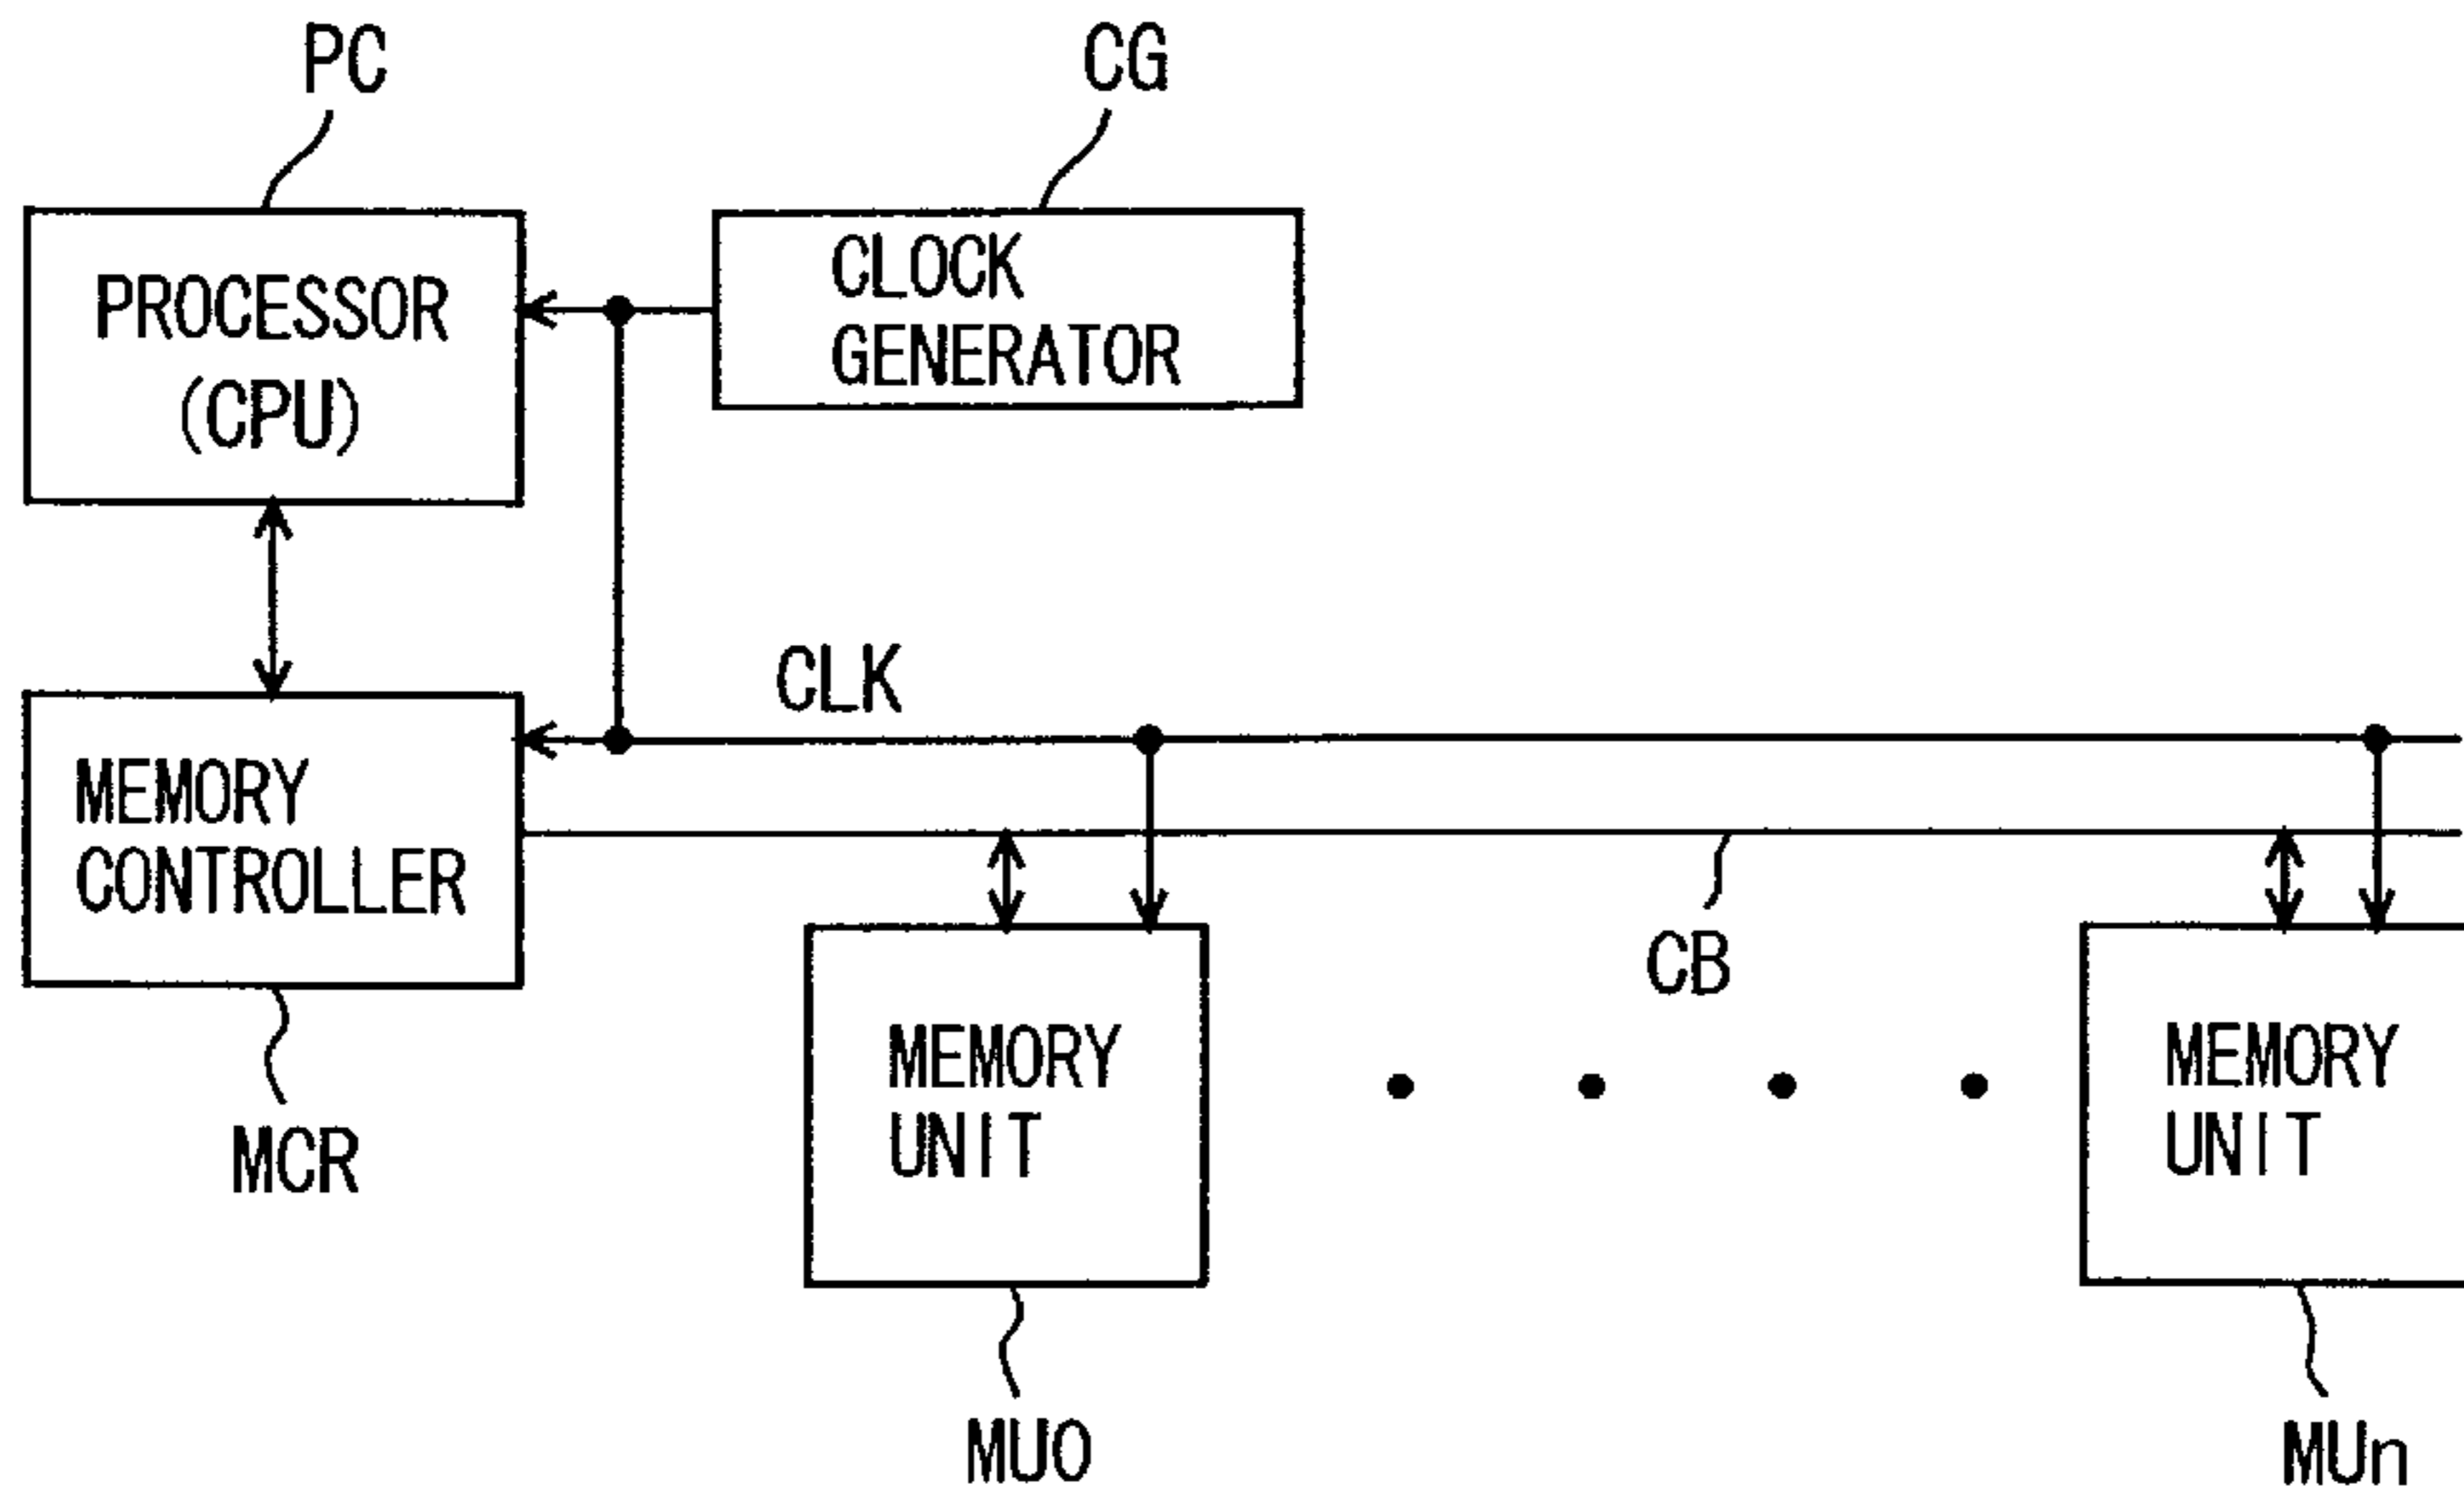 PC
CG
PROCESSOR
(CPU)
CLOCK
GENERATOR
CLK
MEMORY
CONTROLLER
CB
MEMORY
UNIT
MEMORY
UNIT
MCR
MU0
MUn